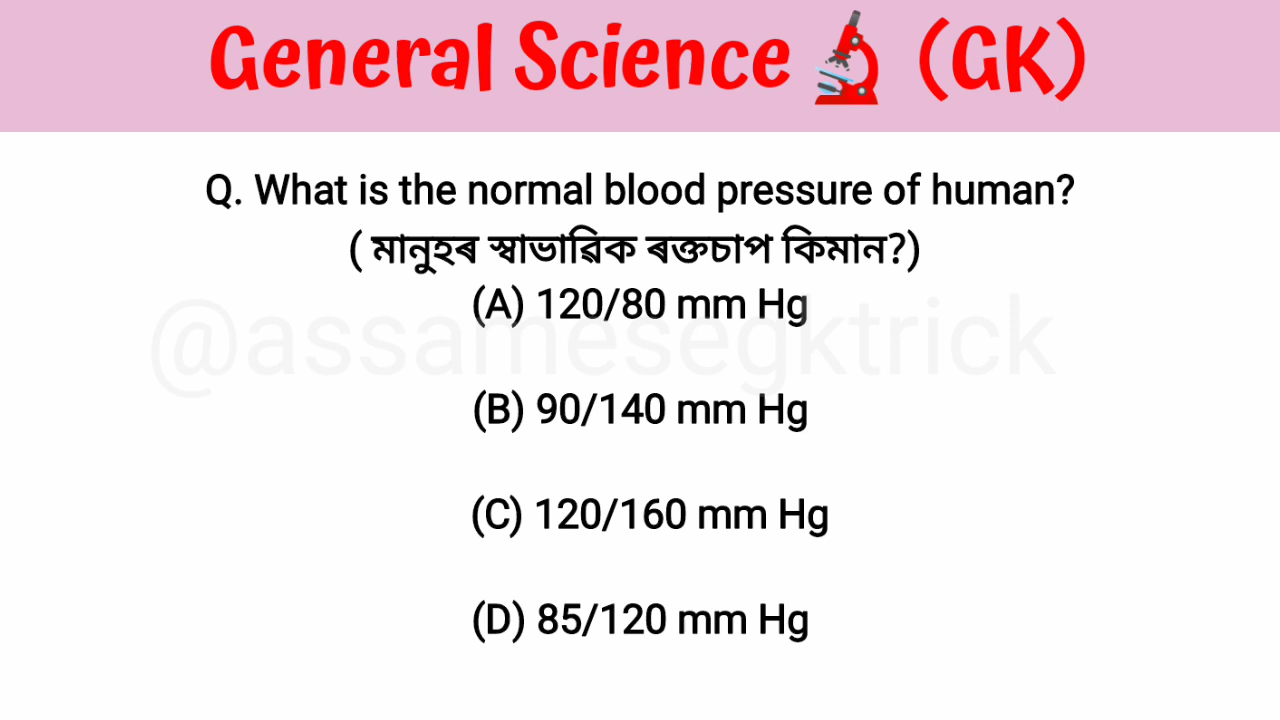 General Science🔬 (GK)
Q. What is the normal blood pressure of human?
( মানুহৰ স্বাভাৱিক ৰক্তচাপ কিমান?)
(A) 120/80 mm Hg
@assamesegktrick
(B) 90/140 mm Hg
(C) 120/160 mm Hg
(D) 85/120 mm Hg